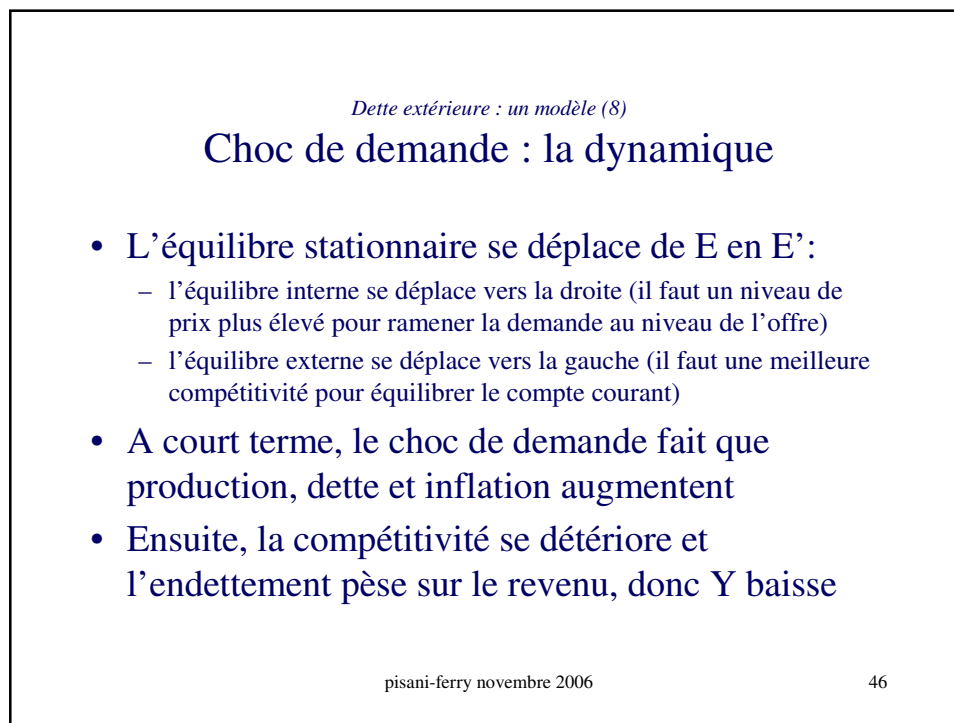 Dette extérieure : un modèle (8)
Choc de demande : la dynamique
• L’équilibre stationnaire se déplace de E en E’:
– l’équilibre interne se déplace vers la droite (il faut un niveau de
prix plus élevé pour ramener la demande au niveau de l’offre)
– l’équilibre externe se déplace vers la gauche (il faut une meilleure
compétitivité pour équilibrer le compte courant)
• A court terme, le choc de demande fait que
production, dette et inflation augmentent
• Ensuite, la compétitivité se détériore et
l’endettement pèse sur le revenu, donc Y baisse
pisani-ferry novembre 2006 46